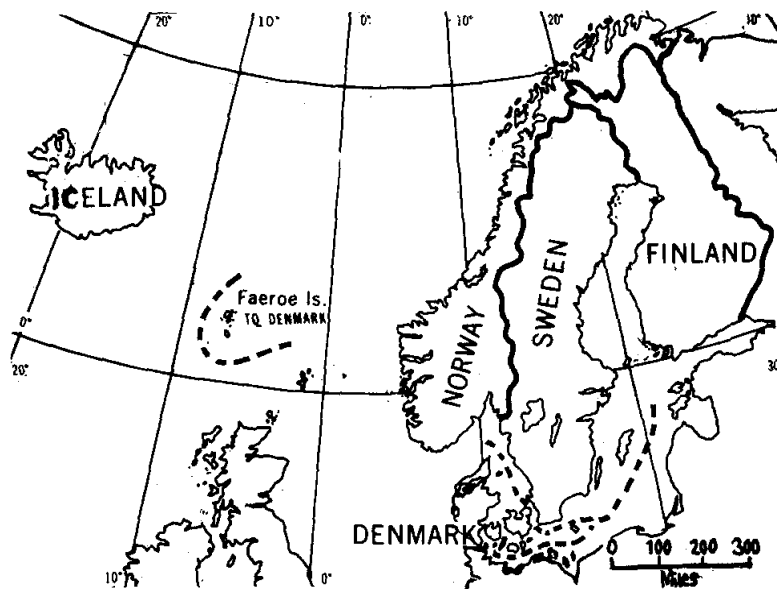 20°
10°
0°
10°
20°
ICELAND
FINLAND
SWEDEN
Faeroe Is.
TO DENMARK
NORWAY
0°
20°
30
DENMARK
0 100 200 300
Miles
10°
0°